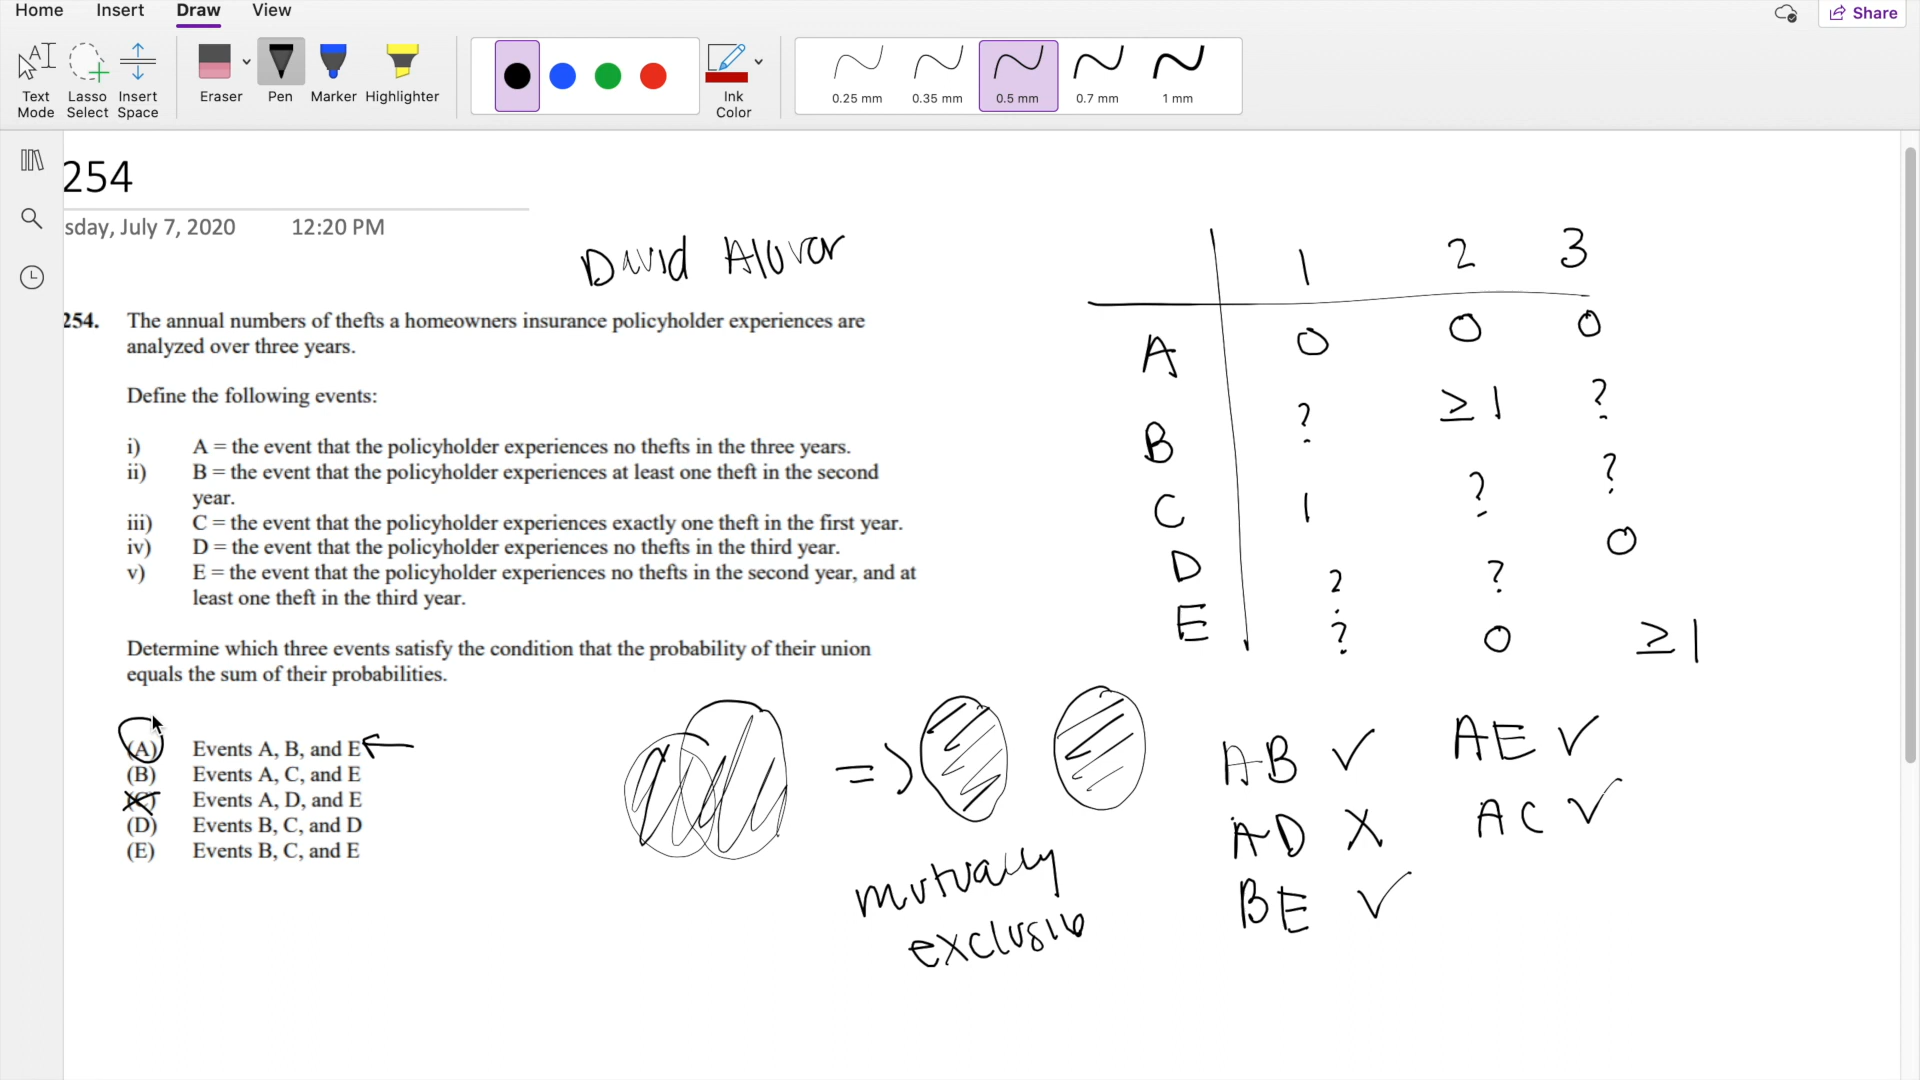 Home Insert Draw View
Share
Text Mode
Lasso Select
Insert Space
Eraser
Pen
Marker
Highlighter
Ink Color
0.25 mm
0.35 mm
0.5 mm
0.7 mm
1 mm
254
sday, July 7, 2020 12:20 PM
David Alovar
254. The annual numbers of thefts a homeowners insurance policyholder experiences are
analyzed over three years.
Define the following events:
i) A = the event that the policyholder experiences no thefts in the three years.
ii) B = the event that the policyholder experiences at least one theft in the second
year.
iii) C = the event that the policyholder experiences exactly one theft in the first year.
iv) D = the event that the policyholder experiences no thefts in the third year.
v) E = the event that the policyholder experiences no thefts in the second year, and at
least one theft in the third year.
Determine which three events satisfy the condition that the probability of their union
equals the sum of their probabilities.
(A) Events A, B, and E
(B) Events A, C, and E
(C) Events A, D, and E
(D) Events B, C, and D
(E) Events B, C, and E
1 2 3
A 0 0 0
B ? ≥1 ?
C 1 ? ?
D ? ? 0
E ? 0 ≥1
=>
mutually
exclusiv
AB ✓ AE ✓
AD X AC ✓
BE ✓